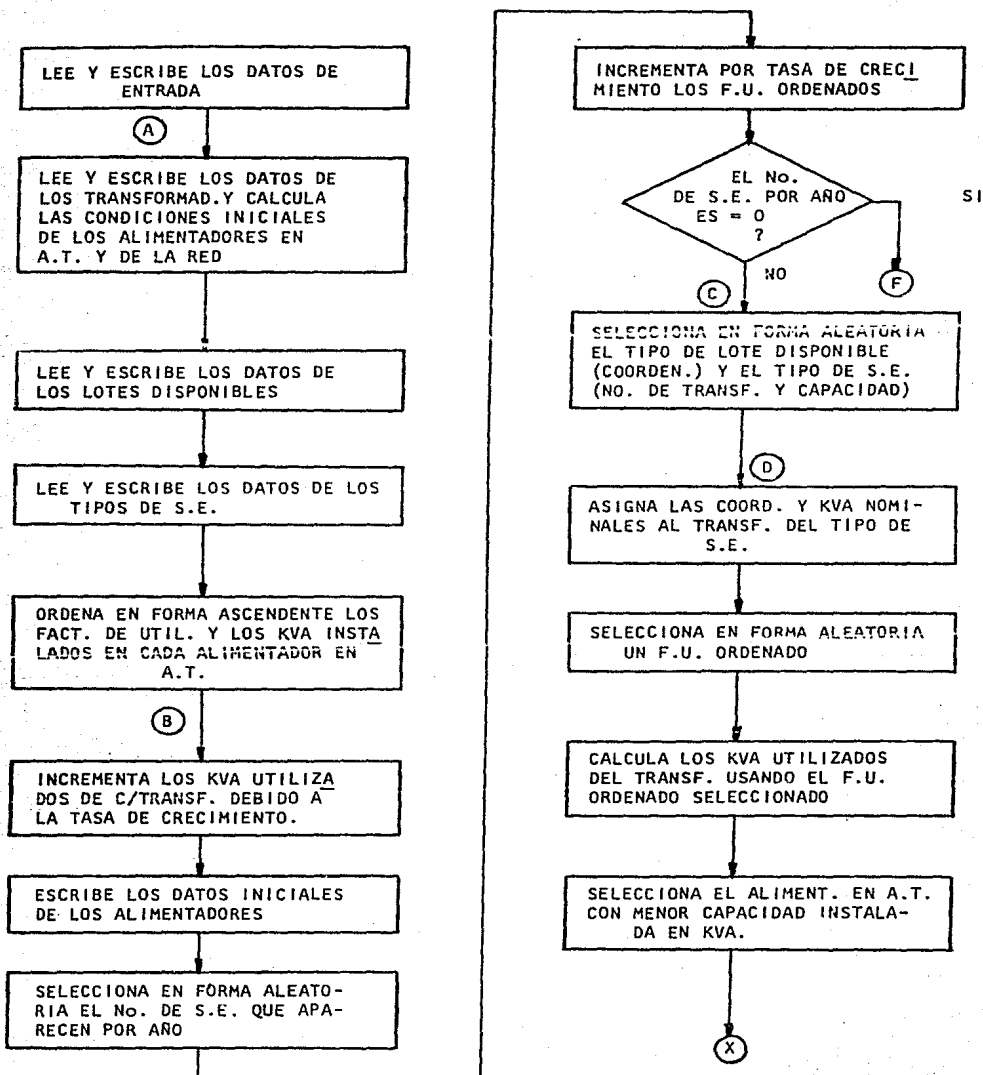 LEE Y ESCRIBE LOS DATOS DE
ENTRADA
A
LEE Y ESCRIBE LOS DATOS DE
LOS TRANSFORMAD.Y CALCULA
LAS CONDICIONES INICIALES
DE LOS ALIMENTADORES EN
A.T. Y DE LA RED
LEE Y ESCRIBE LOS DATOS DE
LOS LOTES DISPONIBLES
LEE Y ESCRIBE LOS DATOS DE LOS
TIPOS DE S.E.
ORDENA EN FORMA ASCENDENTE LOS
FACT. DE UTIL. Y LOS KVA INSTA
LADOS EN CADA ALIMENTADOR EN
A.T.
B
INCREMENTA LOS KVA UTILIZA
DOS DE C/TRANSF. DEBIDO A
LA TASA DE CRECIMIENTO.
ESCRIBE LOS DATOS INICIALES
DE LOS ALIMENTADORES
SELECCIONA EN FORMA ALEATO-
RIA EL No. DE S.E. QUE APA-
RECEN POR AÑO
INCREMENTA POR TASA DE CRECI
MIENTO LOS F.U. ORDENADOS
EL No.
DE S.E. POR AÑO
ES = 0
?
SI
NO
F
C
SELECCIONA EN FORMA ALEATORIA
EL TIPO DE LOTE DISPONIBLE
(COORDEN.) Y EL TIPO DE S.E.
(NO. DE TRANSF. Y CAPACIDAD)
D
ASIGNA LAS COORD. Y KVA NOMI-
NALES AL TRANSF. DEL TIPO DE
S.E.
SELECCIONA EN FORMA ALEATORIA
UN F.U. ORDENADO
CALCULA LOS KVA UTILIZADOS
DEL TRANSF. USANDO EL F.U.
ORDENADO SELECCIONADO
SELECCIONA EL ALIMENT. EN A.T.
CON MENOR CAPACIDAD INSTALA-
DA EN KVA.
X